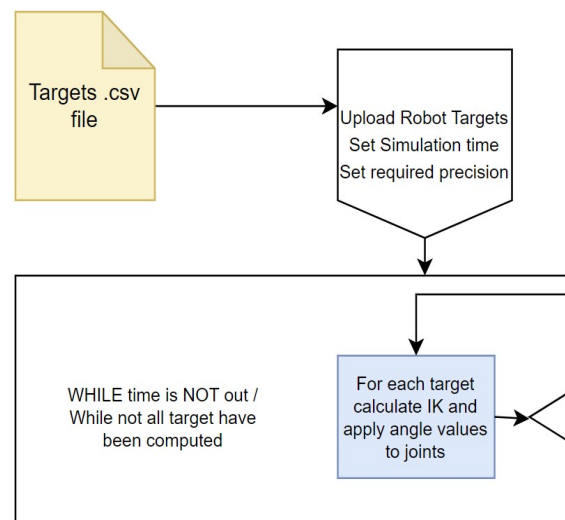 Targets .csv
file
Upload Robot Targets
Set Simulation time
Set required precision
WHILE time is NOT out /
While not all target have
been computed
For each target
calculate IK and
apply angle values
to joints